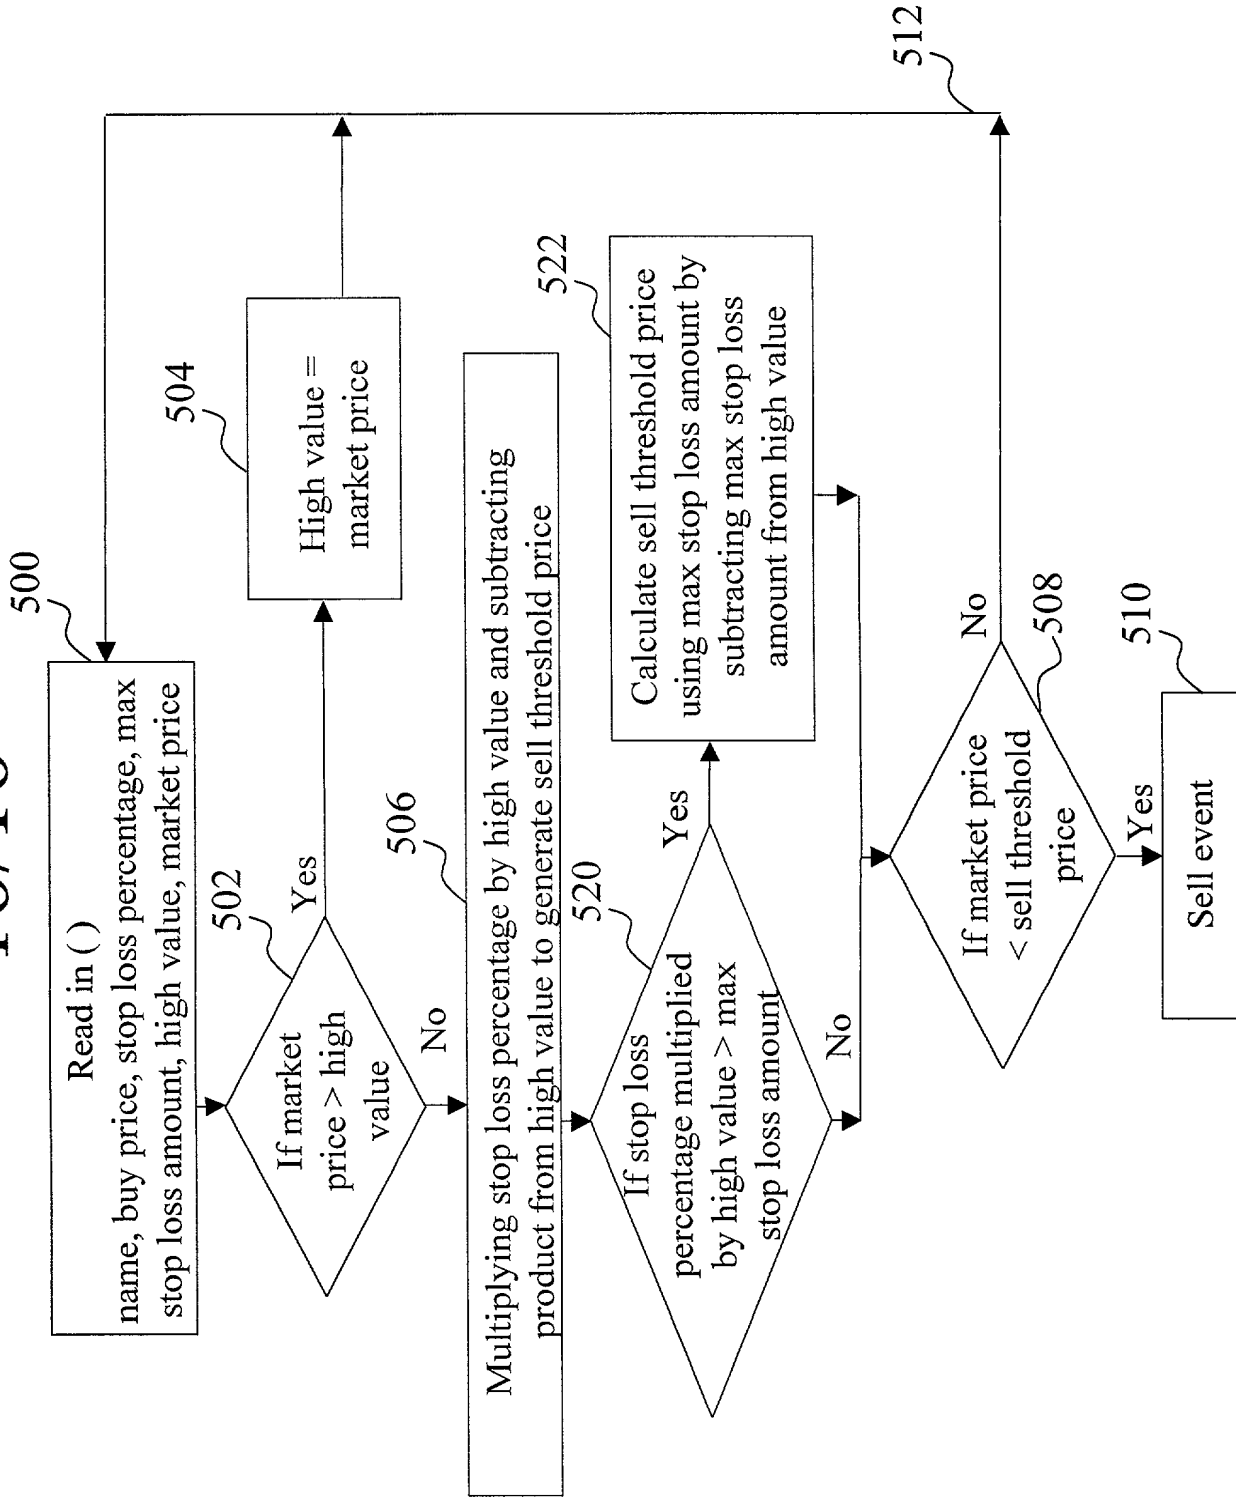 500
Read in ( )
name, buy price, stop loss percentage, max
stop loss amount, high value, market price
502
If market
price > high
value
Yes
No
504
High value =
market price
506
Multiplying stop loss percentage by high value and subtracting
product from high value to generate sell threshold price
520
If stop loss
percentage multiplied
by high value > max
stop loss amount
Yes
No
522
Calculate sell threshold price
using max stop loss amount by
subtracting max stop loss
amount from high value
508
If market price
< sell threshold
price
No
Yes
512
510
Sell event